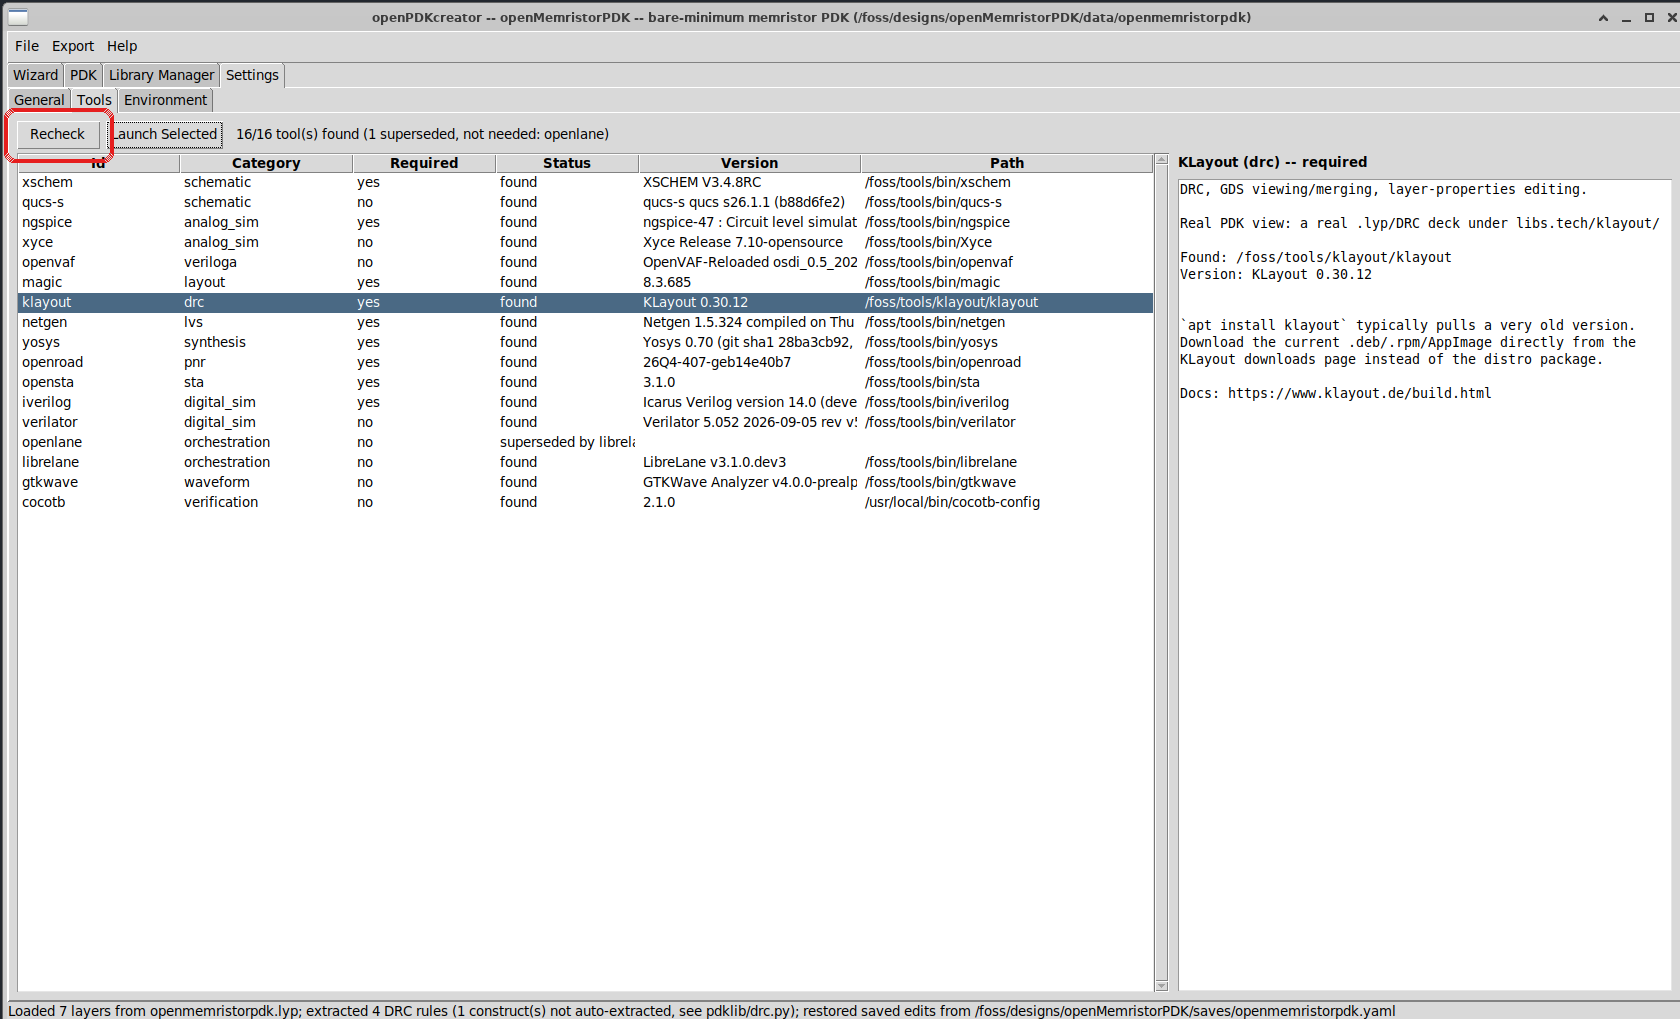 openPDKcreator -- openMemristorPDK -- bare-minimum memristor PDK (/foss/designs/openMemristorPDK/data/openmemristorpdk)
File Export Help
Wizard PDK Library Manager Settings
General Tools Environment
Recheck Launch Selected 16/16 tool(s) found (1 superseded, not needed: openlane)
Id Category Required Status Version Path
xschem schematic yes found XSCHEM V3.4.8RC /foss/tools/bin/xschem
qucs-s schematic no found qucs-s qucs s26.1.1 (b88d6fe2) /foss/tools/bin/qucs-s
ngspice analog_sim yes found ngspice-47 : Circuit level simulat /foss/tools/bin/ngspice
xyce analog_sim no found Xyce Release 7.10-opensource /foss/tools/bin/Xyce
openvaf veriloga no found OpenVAF-Reloaded osdi_0.5_202 /foss/tools/bin/openvaf
magic layout yes found 8.3.685 /foss/tools/bin/magic
klayout drc yes found KLayout 0.30.12 /foss/tools/klayout/klayout
netgen lvs yes found Netgen 1.5.324 compiled on Thu /foss/tools/bin/netgen
yosys synthesis yes found Yosys 0.70 (git sha1 28ba3cb92, /foss/tools/bin/yosys
openroad pnr yes found 26Q4-407-geb14e40b7 /foss/tools/bin/openroad
opensta sta yes found 3.1.0 /foss/tools/bin/sta
iverilog digital_sim yes found Icarus Verilog version 14.0 (deve /foss/tools/bin/iverilog
verilator digital_sim no found Verilator 5.052 2026-09-05 rev v5 /foss/tools/bin/verilator
openlane orchestration no superseded by librela
librelane orchestration no found LibreLane v3.1.0.dev3 /foss/tools/bin/librelane
gtkwave waveform no found GTKWave Analyzer v4.0.0-prealp /foss/tools/bin/gtkwave
cocotb verification no found 2.1.0 /usr/local/bin/cocotb-config
KLayout (drc) -- required
DRC, GDS viewing/merging, layer-properties editing.
Real PDK view: a real .lyp/DRC deck under libs.tech/klayout/
Found: /foss/tools/klayout/klayout
Version: KLayout 0.30.12
`apt install klayout` typically pulls a very old version.
Download the current .deb/.rpm/AppImage directly from the
KLayout downloads page instead of the distro package.
Docs: https://www.klayout.de/build.html
Loaded 7 layers from openmemristorpdk.lyp; extracted 4 DRC rules (1 construct(s) not auto-extracted, see pdklib/drc.py); restored saved edits from /foss/designs/openMemristorPDK/saves/openmemristorpdk.yaml